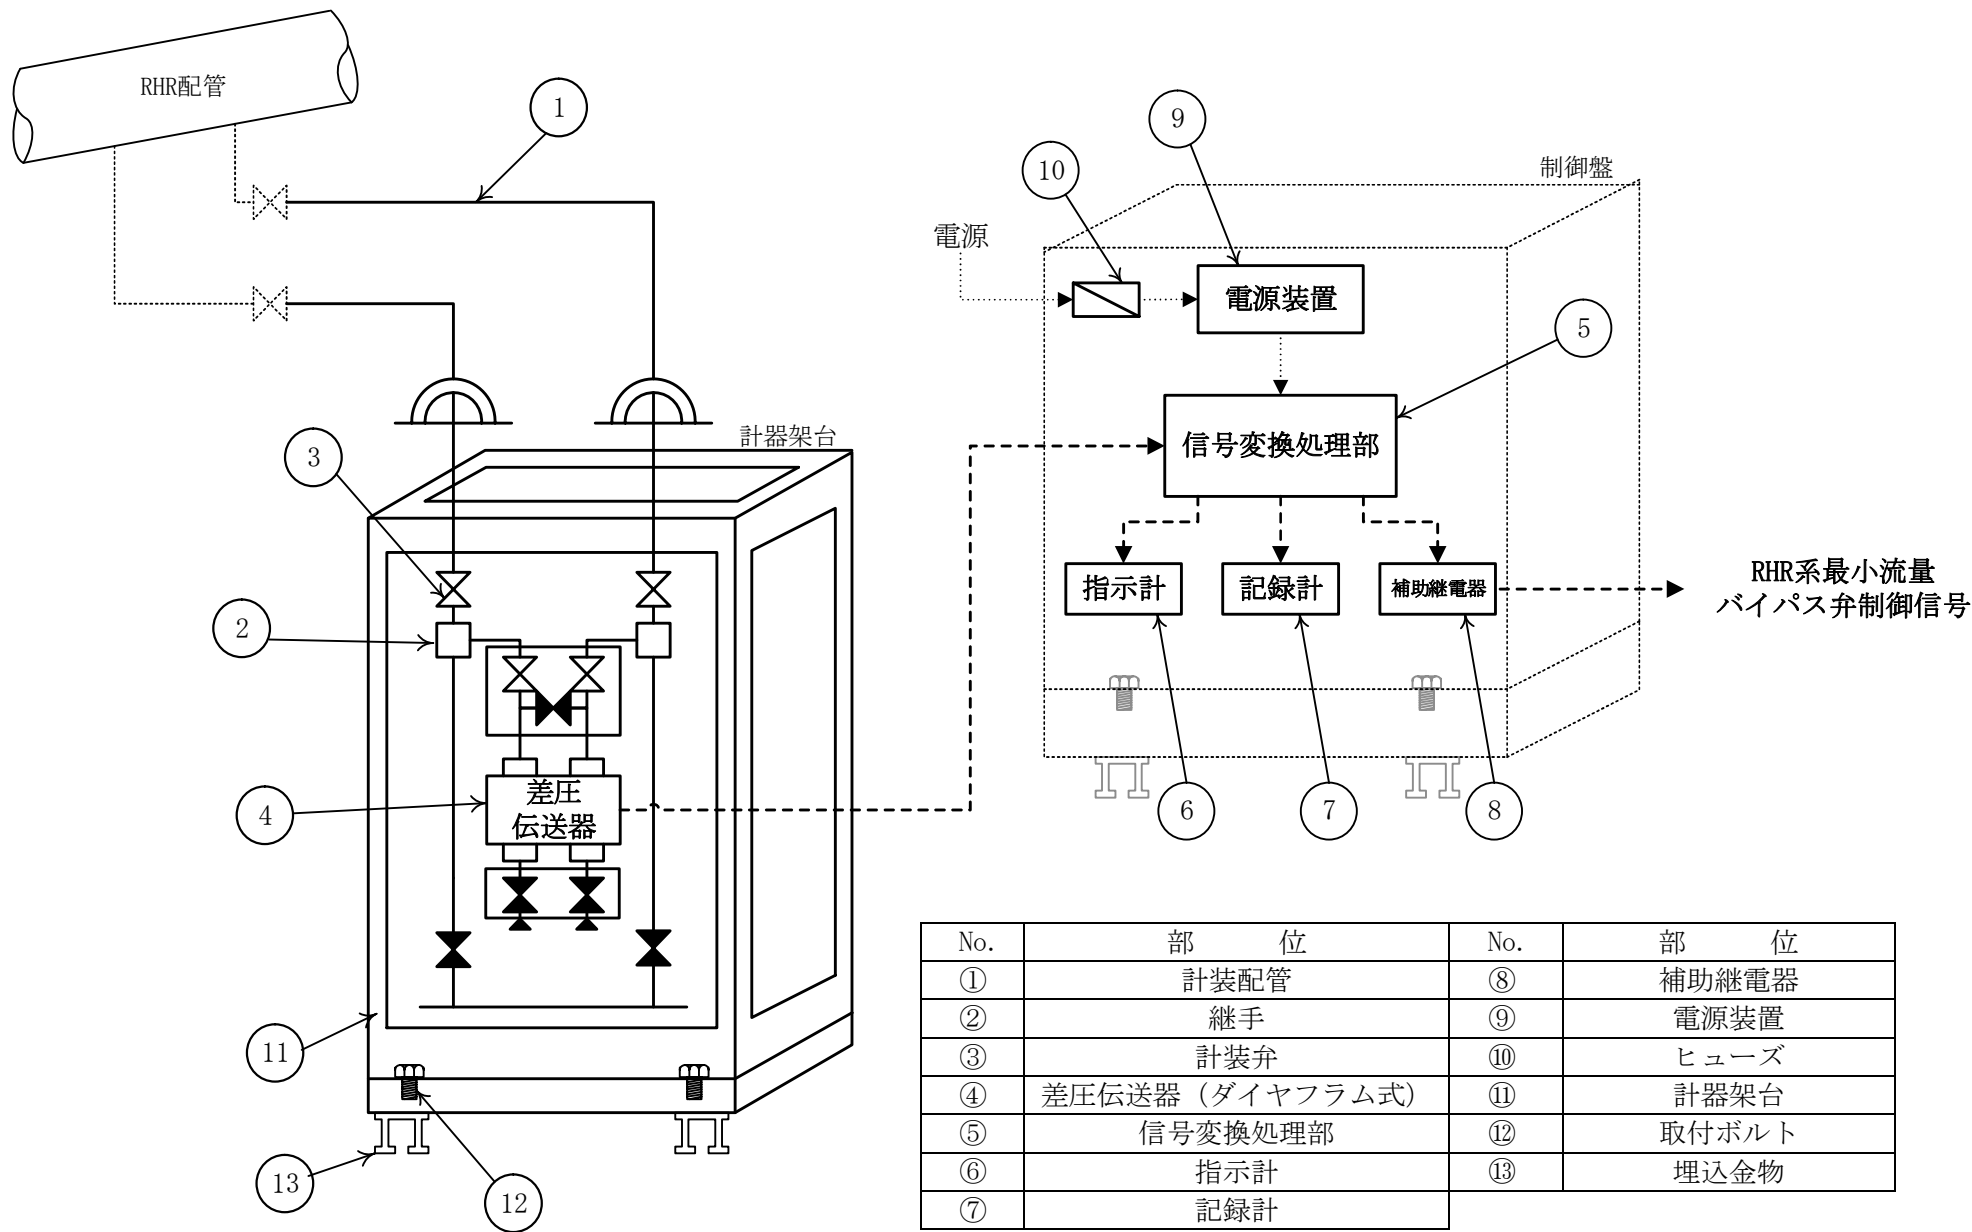 RHR配管
1
9
10
制御盤
電源
電源装置
5
計器架台
3
信号変換処理部
指示計
記録計
補助継電器
RHR系最小流量
バイパス弁制御信号
2
4
差圧
伝送器
6
7
8
11
13
12
No. 部 位 No. 部 位
① 計装配管 ⑧ 補助継電器
② 継手 ⑨ 電源装置
③ 計装弁 ⑩ ヒューズ
④ 差圧伝送器（ダイヤフラム式） ⑪ 計器架台
⑤ 信号変換処理部 ⑫ 取付ボルト
⑥ 指示計 ⑬ 埋込金物
⑦ 記録計